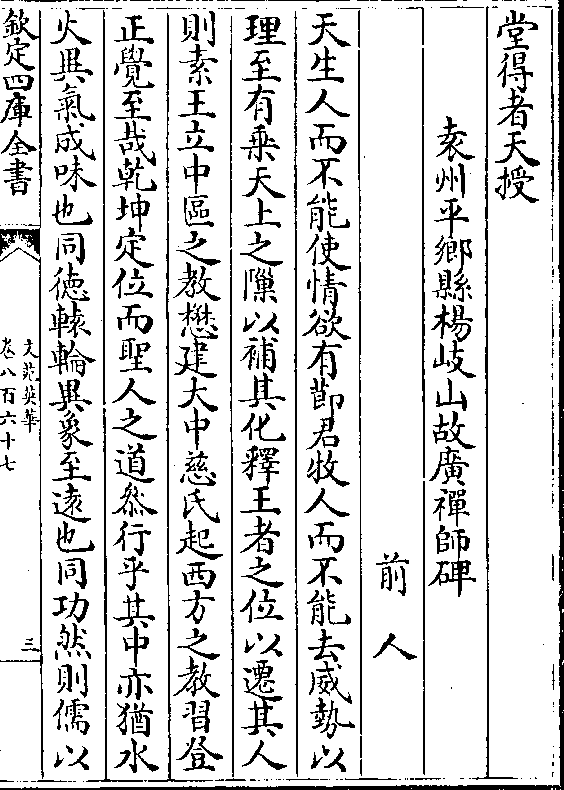 堂得者天授
袁州平鄉縣楊岐山故廣禪師碑
前人
天生人而不能使情欲有節君牧人而不能去威勢以
理至有乗天上之隟以補其化釋王者之位以遷其人
則素王立中區之教懋建大中慈氏起西方之教習登
正覺至哉乾坤定位而聖人之道叅行乎其中亦猶水
火異氣成味也同徳轅輪異象至逺也同功然則儒以
欽定四庫全書
文苑英華
卷八百六十七
三